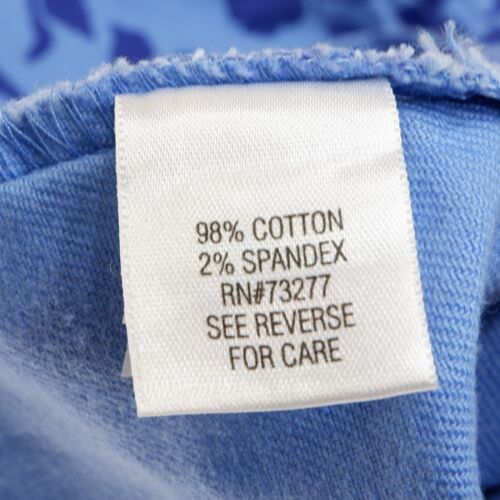 98% COTTON
2% SPANDEX
RN#73277
SEE REVERSE
FOR CARE